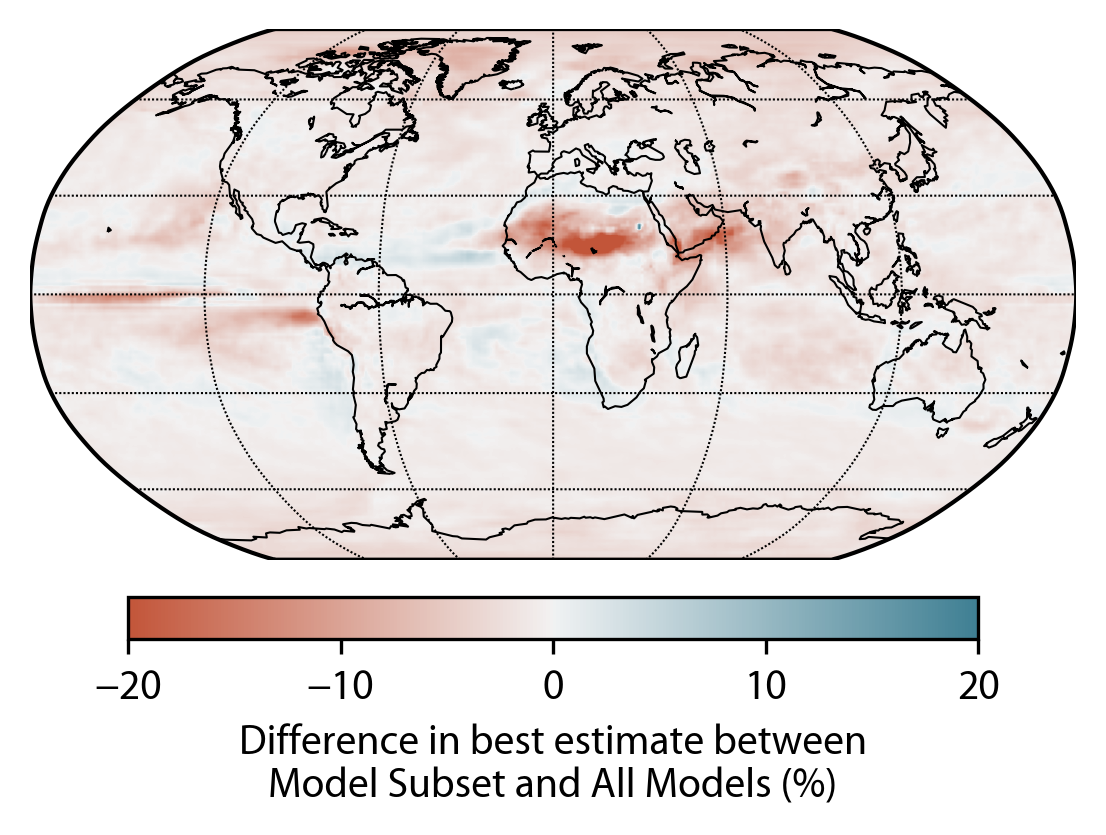 −20 −10 0 10 20
Difference in best estimate between
Model Subset and All Models (%)